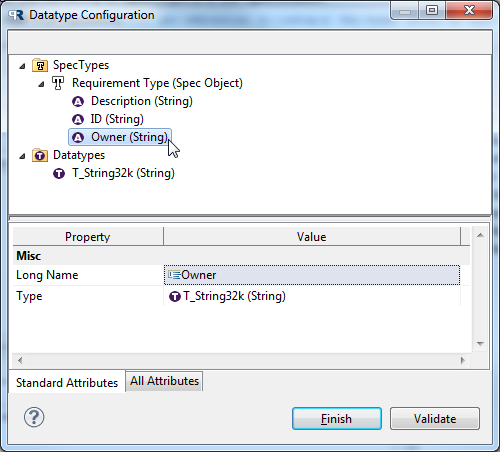 Datatype Configuration
SpecTypes
Requirement Type (Spec Object)
Description (String)
ID (String)
Owner (String)
Datatypes
T_String32k (String)
Property Value
Misc
Long Name Owner
Type T_String32k (String)
Standard Attributes All Attributes
Finish Validate